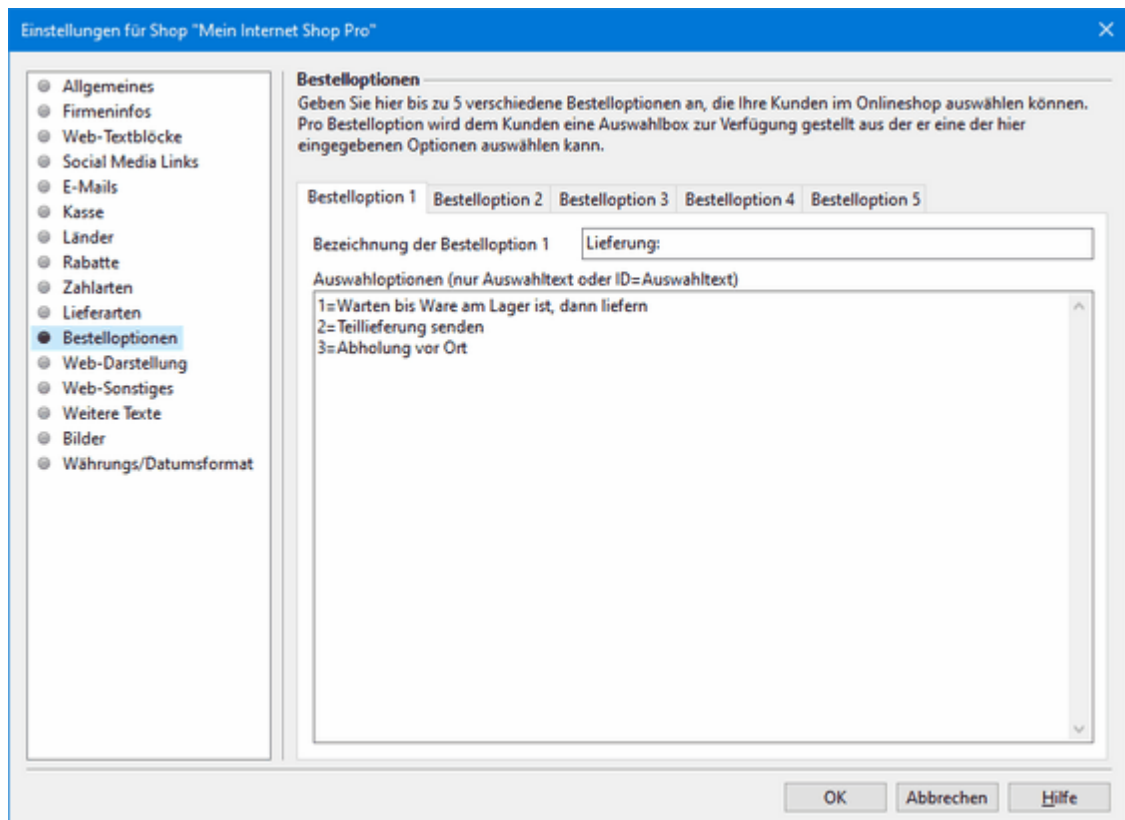 Einstellungen für Shop "Mein Internet Shop Pro"
Allgemeines
Firmeninfos
Web-Textblöcke
Social Media Links
E-Mails
Kasse
Länder
Rabatte
Zahlarten
Lieferarten
Bestelloptionen
Web-Darstellung
Web-Sonstiges
Weitere Texte
Bilder
Währungs/Datumsformat
Bestelloptionen
Geben Sie hier bis zu 5 verschiedene Bestelloptionen an, die Ihre Kunden im Onlineshop auswählen können.
Pro Bestelloption wird dem Kunden eine Auswahlbox zur Verfügung gestellt aus der er eine der hier
eingegebenen Optionen auswählen kann.
Bestelloption 1 Bestelloption 2 Bestelloption 3 Bestelloption 4 Bestelloption 5
Bezeichnung der Bestelloption 1 Lieferung:
Auswahloptionen (nur Auswahltext oder ID=Auswahltext)
1=Warten bis Ware am Lager ist, dann liefern
2=Teillieferung senden
3=Abholung vor Ort
OK Abbrechen Hilfe